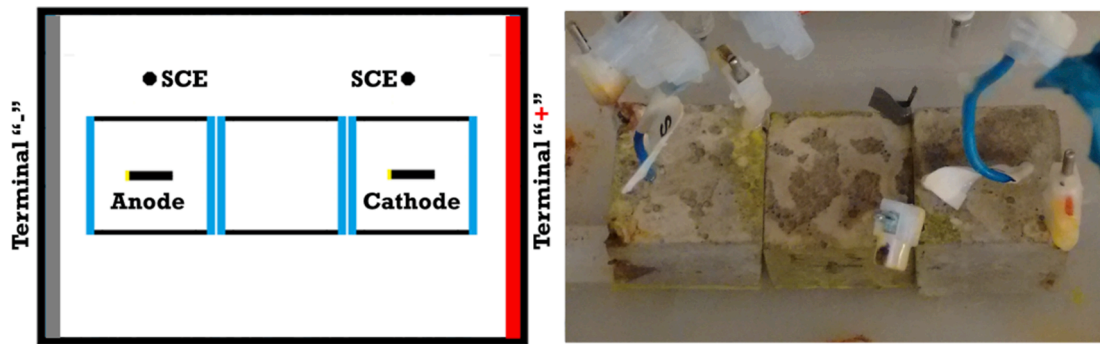 SCE SCE
Anode Cathode
Terminal “-”
Terminal “+”
S